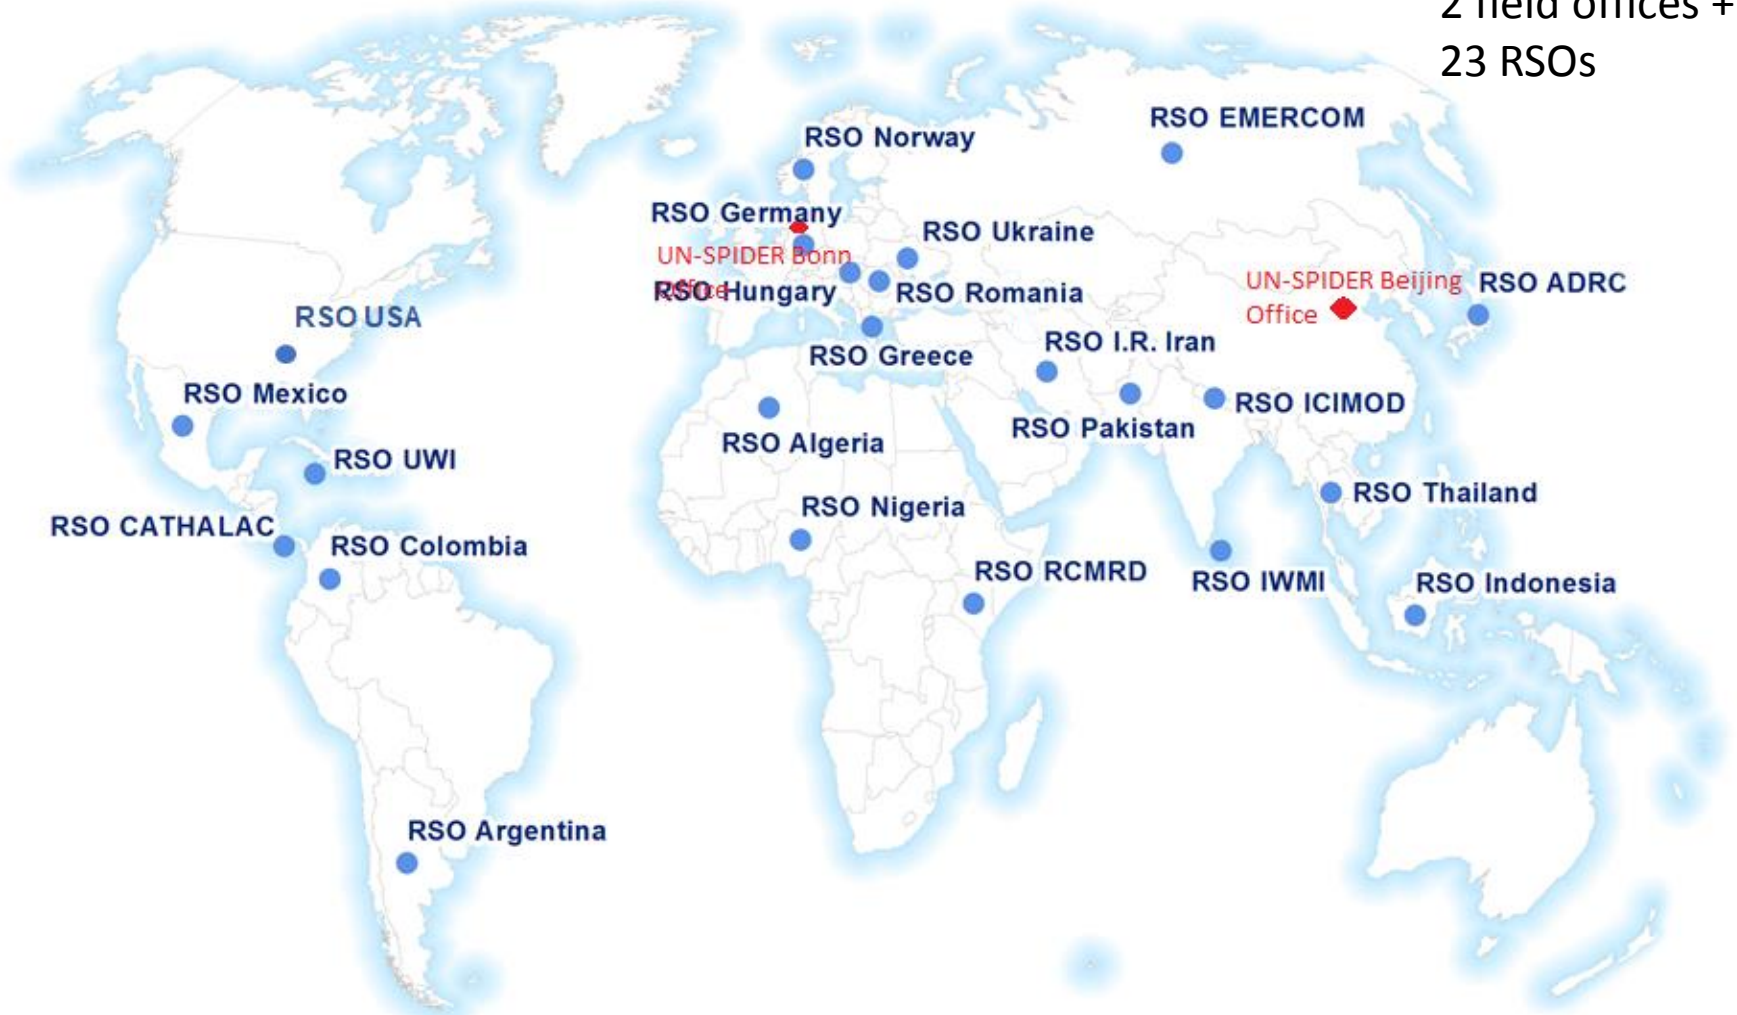 2 field offices +
23 RSOs
RSO EMERCOM
RSO Norway
RSO Germany
RSO Ukraine
UN-SPIDER Bonn
Office
RSO Hungary
RSO Romania
UN-SPIDER Beijing
Office
RSO ADRC
RSO USA
RSO Greece
RSO I.R. Iran
RSO Mexico
RSO ICIMOD
RSO Pakistan
RSO Algeria
RSO UWI
RSO Thailand
RSO Nigeria
RSO CATHALAC
RSO Colombia
RSO RCMRD
RSO IWMI
RSO Indonesia
RSO Argentina